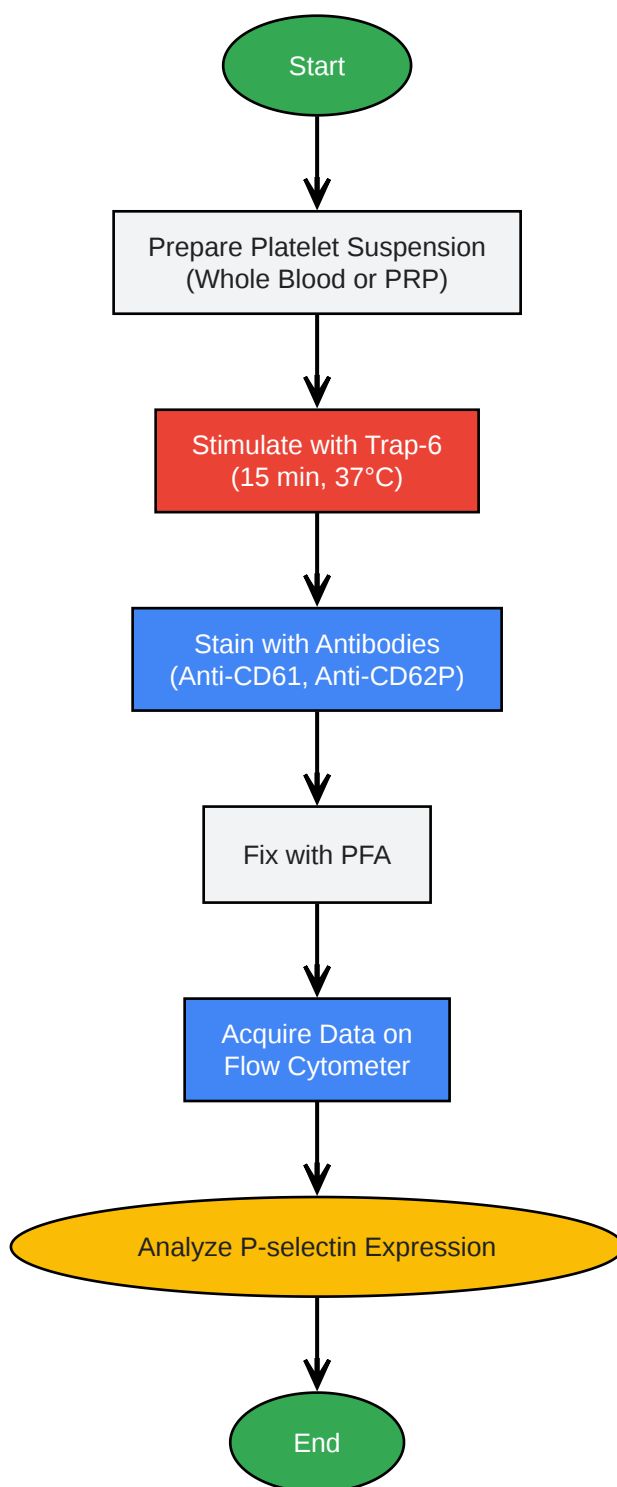 Start
Prepare Platelet Suspension
(Whole Blood or PRP)
Stimulate with Trap-6
(15 min, 37°C)
Stain with Antibodies
(Anti-CD61, Anti-CD62P)
Fix with PFA
Acquire Data on
Flow Cytometer
Analyze P-selectin Expression
End